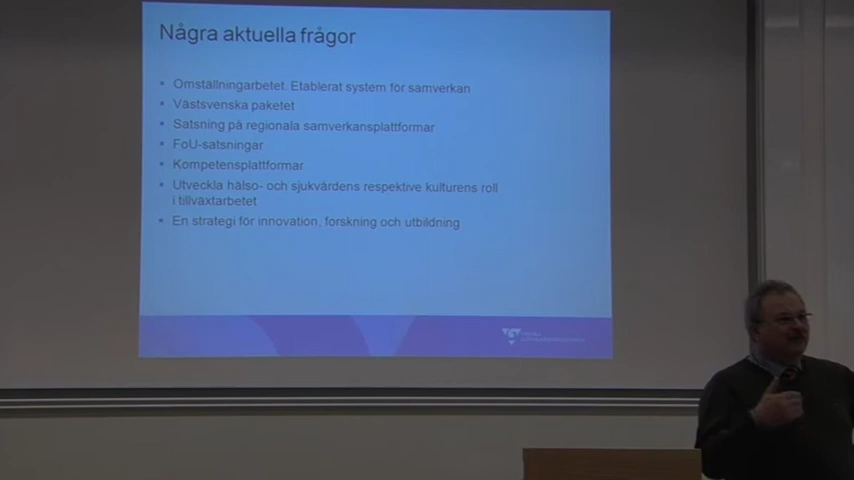 Några aktuella frågor
Omställningarbetet. Etablerat system för samverkan
Västsvenska paketet
Satsning på regionala samverkansplattformar
FoU-satsningar
Kompetensplattformar
Utveckla hälso- och sjukvårdens respektive kulturens roll
i tillväxtarbetet
En strategi för innovation, forskning och utbildning